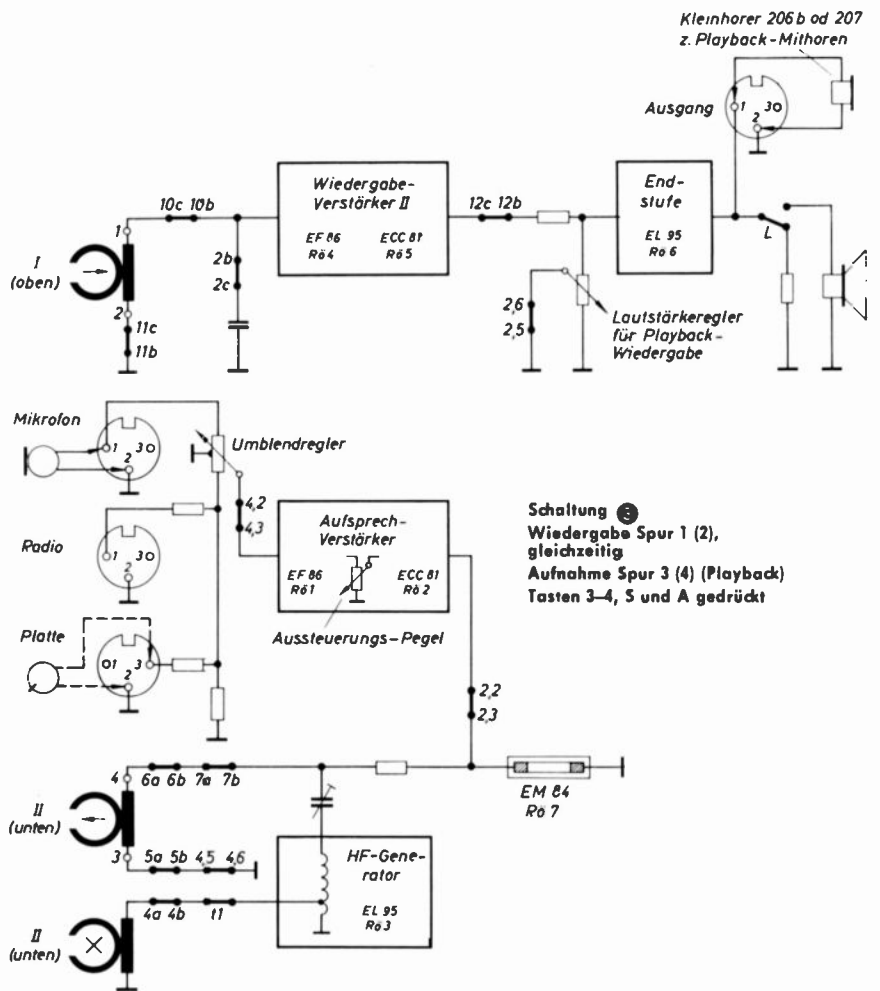 Kleinhorer 206b od 207
z. Playback-Mithoren
Ausgang
1 3
2
Wiedergabe-
Verstärker II
EF 86 ECC 81
Rö 4 Rö 5
End-
stufe
EL 95
Rö 6
10c 10b
12c 12b
L
1
I
(oben)
2
11c
11b
2b
2c
2,6
2,5
Lautstärkeregler
für Playback-
Wiedergabe
Mikrofon
1 3
2
Umblendregler
4,2
4,3
Radio
1 3
2
Aufsprech-
Verstärker
EF 86 ECC 81
Rö 1 Rö 2
Aussteuerungs-Pegel
Platte
1 3
2
Schaltung
Wiedergabe Spur 1 (2),
gleichzeitig
Aufnahme Spur 3 (4) (Playback)
Tasten 3–4, S und A gedrückt
2,2
2,3
EM 84
Rö 7
4
6a 6b 7a 7b
II
(unten)
3
5a 5b 4,5 4,6
HF-Gene-
rator
EL 95
Rö 3
4a 4b t1
II
(unten)